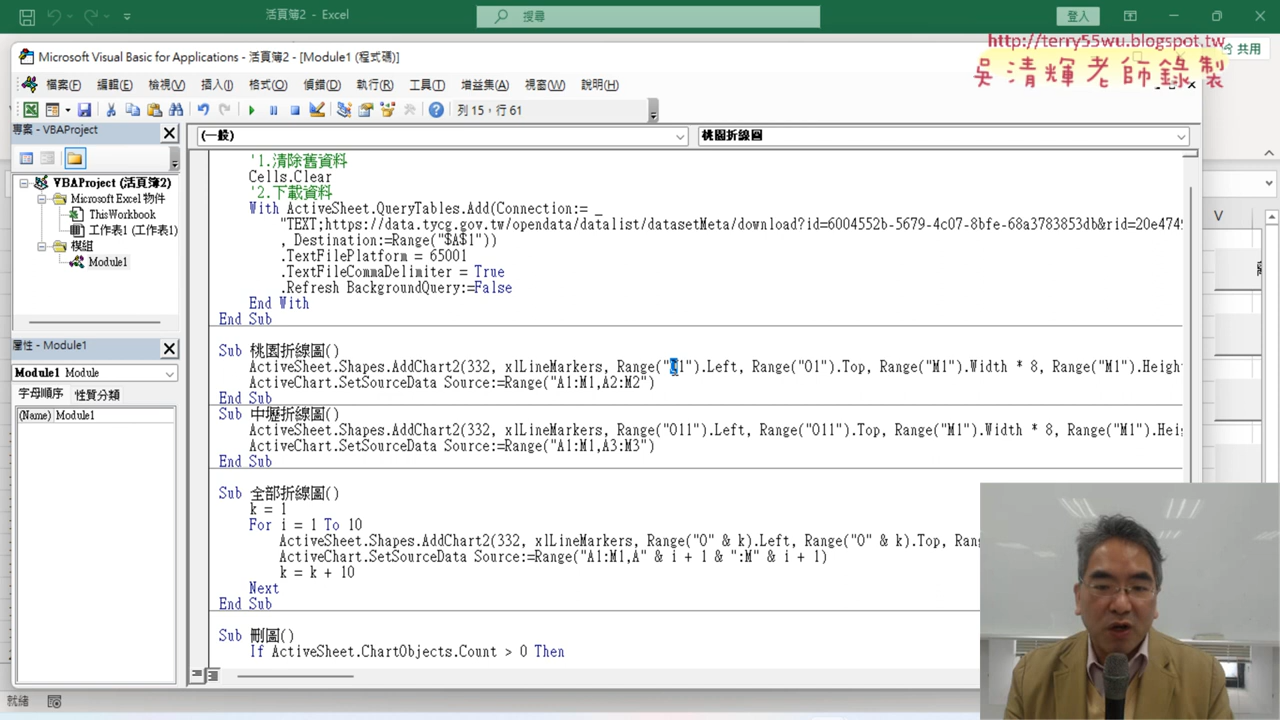 活頁簿2 - Excel
搜尋
登入
http://terry55wu.blogspot.tw
吳清輝老師錄製
共用
Microsoft Visual Basic for Applications - 活頁簿2 - [Module1 (程式碼)]
檔案(F) 編輯(E) 檢視(V) 插入(I) 格式(O) 偵錯(D) 執行(R) 工具(T) 增益集(A) 視窗(W) 說明(H)
列 15，行 61
專案 - VBAProject
(一般)
桃園折線圖
VBAProject (活頁簿2)
Microsoft Excel 物件
ThisWorkbook
工作表1 (工作表1)
模組
Module1
屬性 - Module1
Module1 Module
字母順序 性質分類
(Name) Module1
'1.清除舊資料
Cells.Clear
'2.下載資料
With ActiveSheet.QueryTables.Add(Connection:= _
"TEXT;https://data.tycg.gov.tw/opendata/datalist/datasetMeta/download?id=6004552b-5679-4c07-8bfe-68a3783853db&rid=20e474
, Destination:=Range("$A$1"))
.TextFilePlatform = 65001
.TextFileCommaDelimiter = True
.Refresh BackgroundQuery:=False
End With
End Sub
Sub 桃園折線圖()
ActiveSheet.Shapes.AddChart2(332, xlLineMarkers, Range("O1").Left, Range("O1").Top, Range("M1").Width * 8, Range("M1").Heigh
ActiveChart.SetSourceData Source:=Range("A1:M1,A2:M2")
End Sub
Sub 中壢折線圖()
ActiveSheet.Shapes.AddChart2(332, xlLineMarkers, Range("O11").Left, Range("O11").Top, Range("M1").Width * 8, Range("M1").Hei
ActiveChart.SetSourceData Source:=Range("A1:M1,A3:M3")
End Sub
Sub 全部折線圖()
k = 1
For i = 1 To 10
ActiveSheet.Shapes.AddChart2(332, xlLineMarkers, Range("O" & k).Left, Range("O" & k).Top, Ran
ActiveChart.SetSourceData Source:=Range("A1:M1,A" & i + 1 & ":M" & i + 1)
k = k + 10
Next
End Sub
Sub 刪圖()
If ActiveSheet.ChartObjects.Count > 0 Then
V
就緒